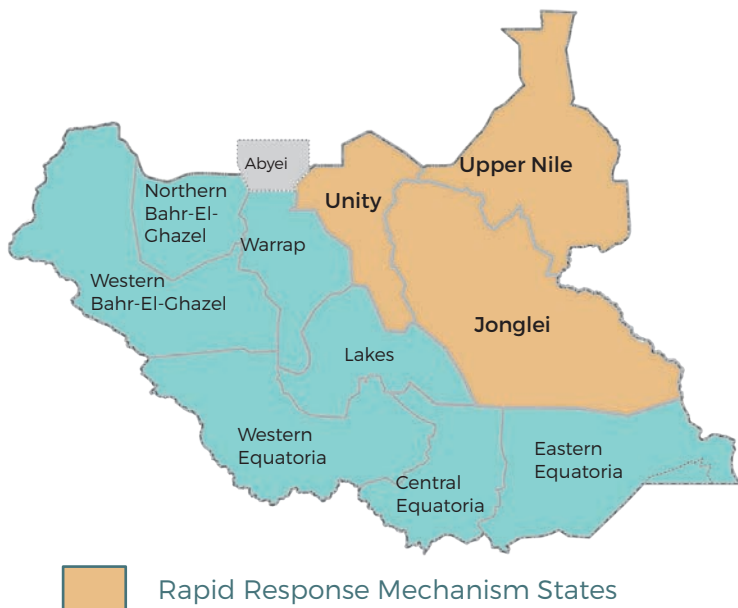 Abyei
Upper Nile
Northern
Bahr-El-
Ghazel
Unity
Warrap
Western
Bahr-El-Ghazel
Jonglei
Lakes
Western
Equatoria
Eastern
Equatoria
Central
Equatoria
Rapid Response Mechanism States